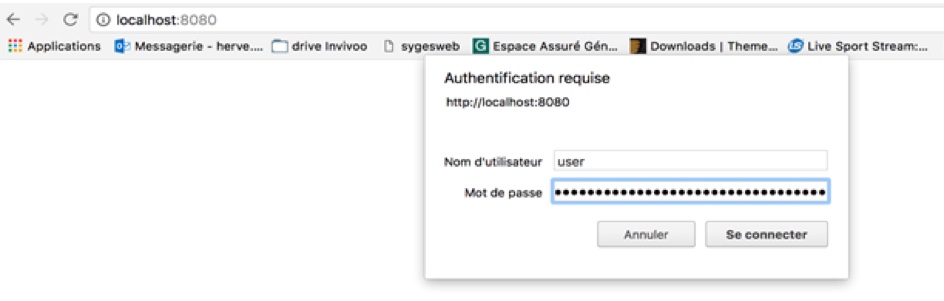 localhost:8080
Applications Messagerie - herve.... drive Invivoo sygesweb Espace Assuré Gén... Downloads | Theme... Live Sport Stream:...
Authentification requise
http://localhost:8080
Nom d'utilisateur user
Mot de passe ••••••••••••••••••••••••••••••••••
Annuler Se connecter